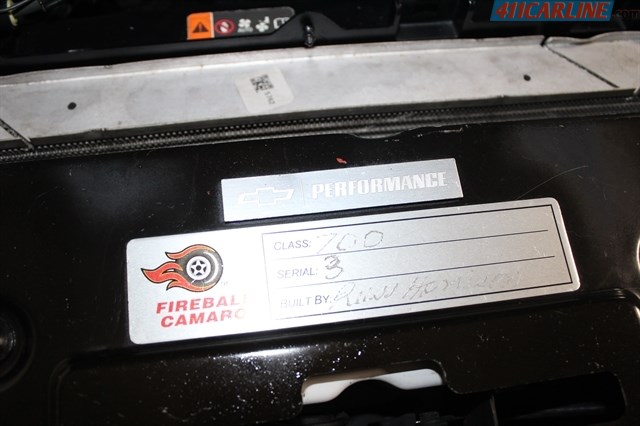 411CARLINE
PERFORMANCE
FIREBALL
CAMARO
CLASS: 700
SERIAL: 3
BUILT BY: